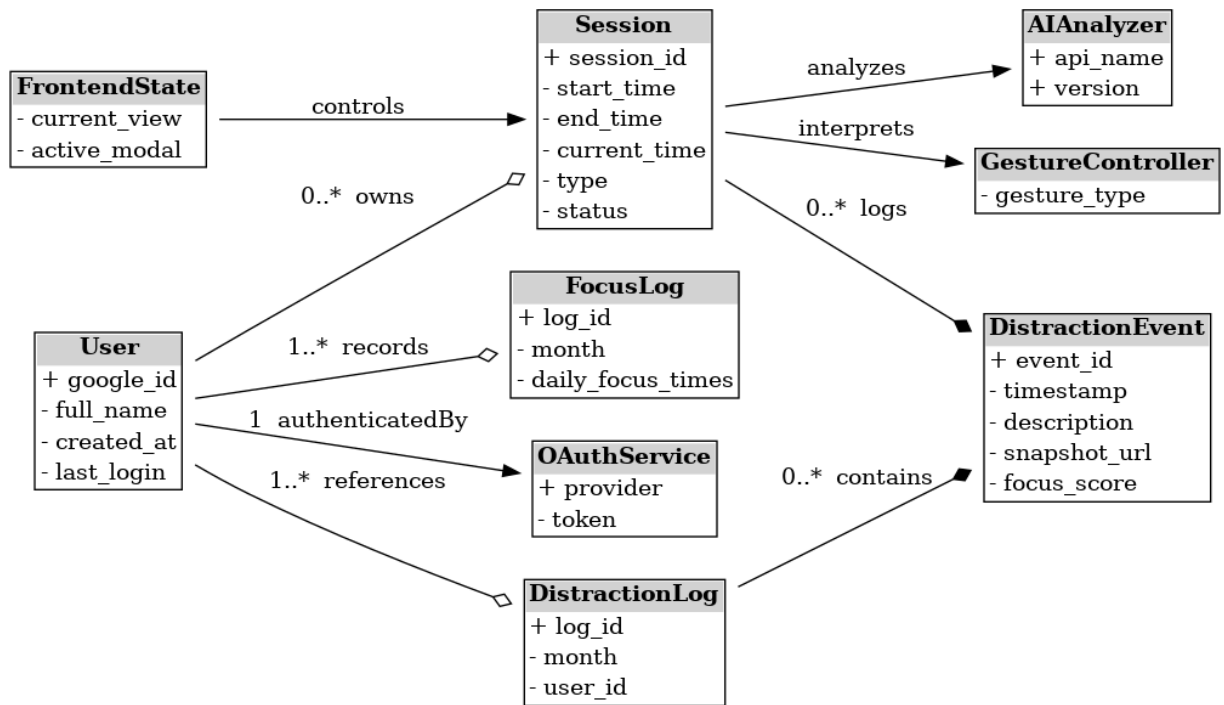 FrontendState
- current_view
- active_modal
controls
Session
+ session_id
- start_time
- end_time
- current_time
- type
- status
analyzes
AIAnalyzer
+ api_name
+ version
interprets
GestureController
- gesture_type
0..* owns
0..* logs
User
+ google_id
- full_name
- created_at
- last_login
1..* records
FocusLog
+ log_id
- month
- daily_focus_times
1 authenticatedBy
OAuthService
+ provider
- token
1..* references
DistractionLog
+ log_id
- month
- user_id
0..* contains
DistractionEvent
+ event_id
- timestamp
- description
- snapshot_url
- focus_score